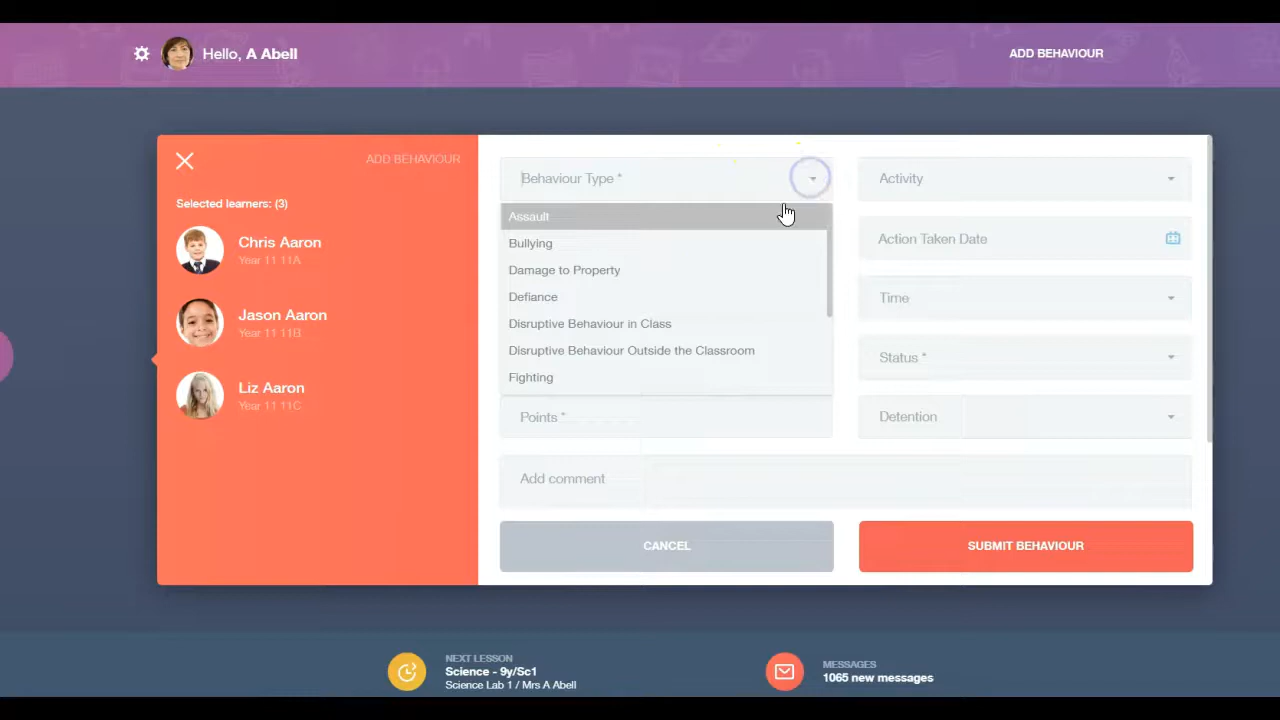 Hello, A Abell
ADD BEHAVIOUR
ADD BEHAVIOUR
Selected learners: (3)
Chris Aaron
Year 11 11A
Jason Aaron
Year 11 11B
Liz Aaron
Year 11 11C
Behaviour Type *
Assault
Bullying
Damage to Property
Defiance
Disruptive Behaviour in Class
Disruptive Behaviour Outside the Classroom
Fighting
Points *
Activity
Action Taken Date
Time
Status *
Detention
Add comment
CANCEL
SUBMIT BEHAVIOUR
NEXT LESSON
Science - 9y/Sc1
Science Lab 1 / Mrs A Abell
MESSAGES
1065 new messages